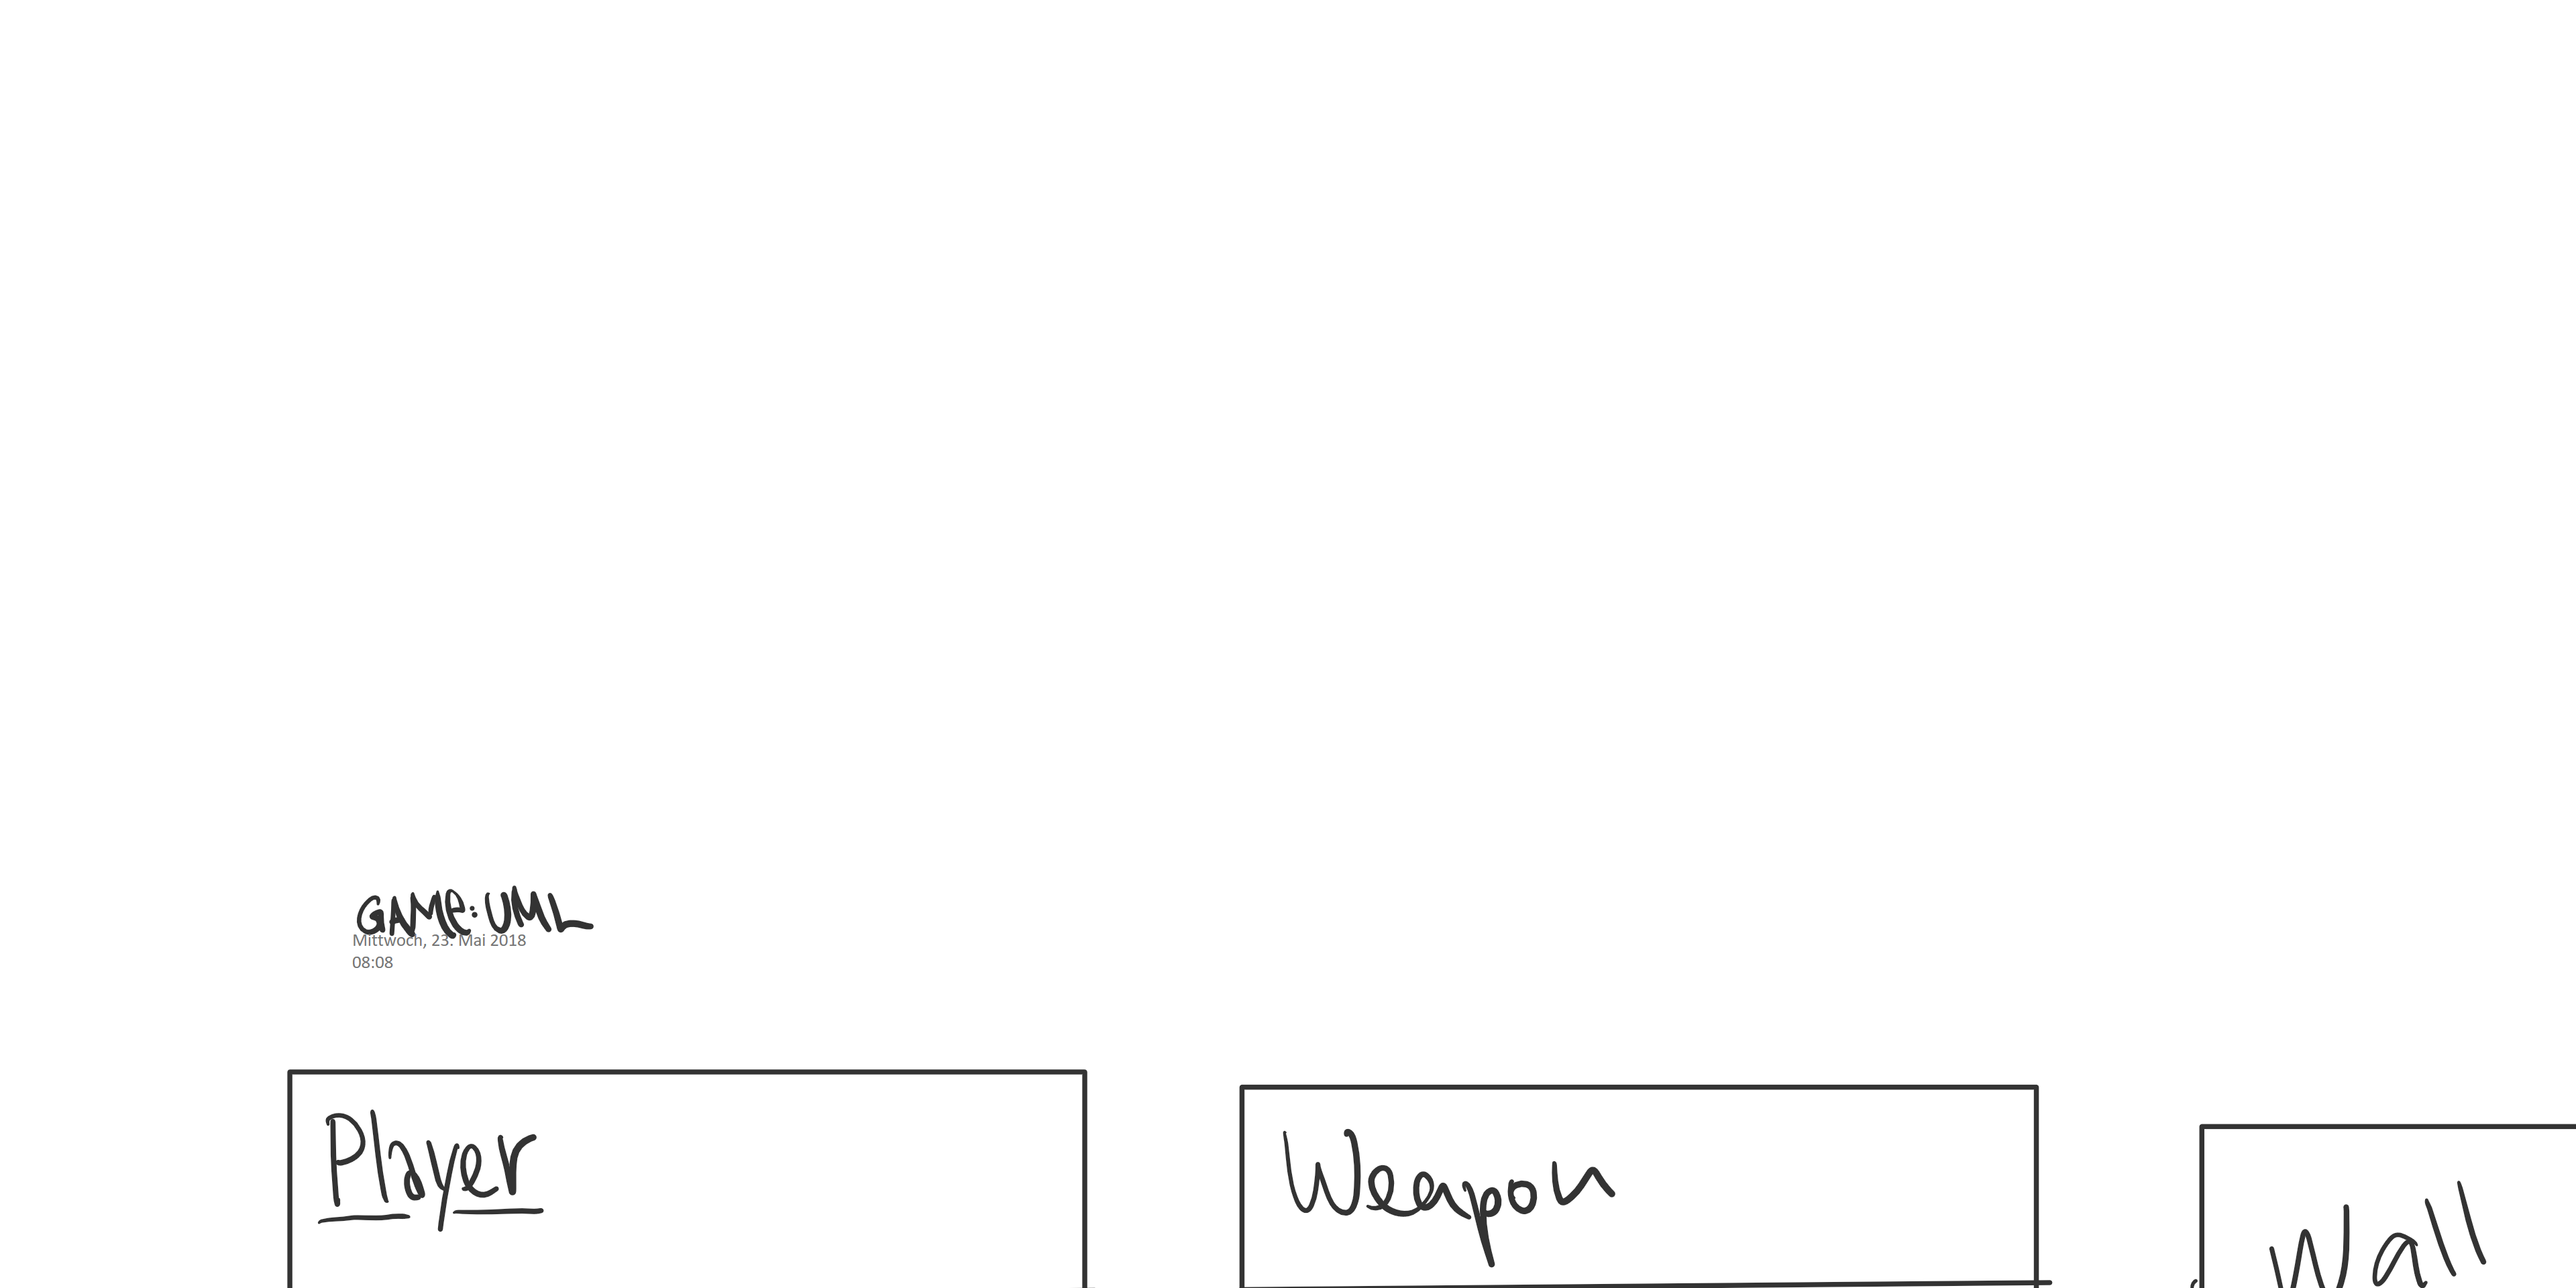 GAME: UML
Mittwoch, 23. Mai 2018
08:08
Player
Weapon
Wall